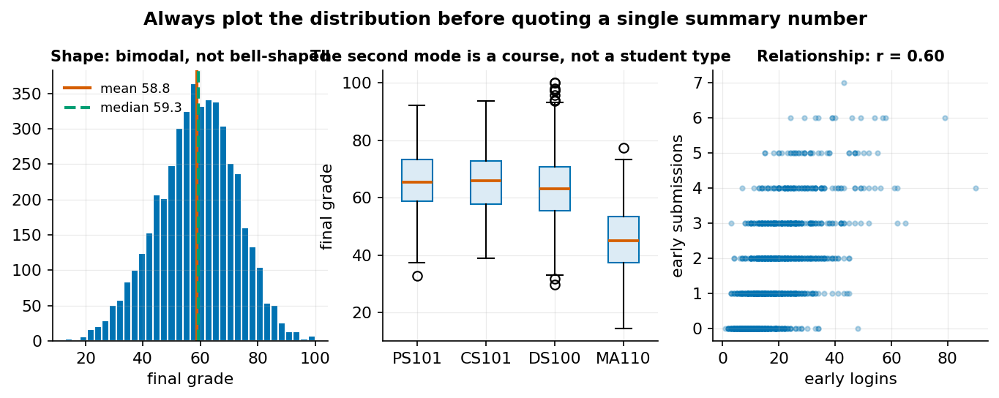 Always plot the distribution before quoting a single summary number
Shape: bimodal, not bell-shaped
The second mode is a course, not a student type
Relationship: r = 0.60
mean 58.8
median 59.3
350
300
250
200
150
100
50
0
20
40
60
80
100
final grade
final grade
100
80
60
40
20
PS101
CS101
DS100
MA110
early submissions
7
6
5
4
3
2
1
0
0
20
40
60
80
early logins